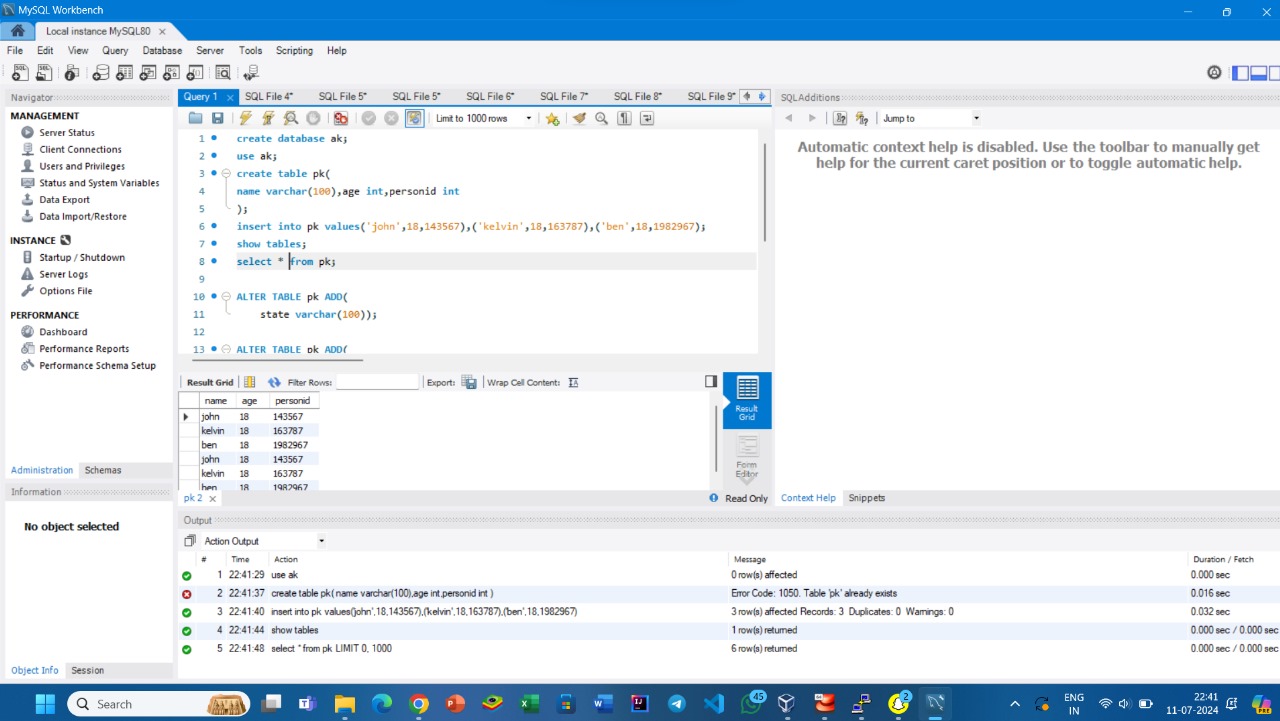 MySQL Workbench
Local instance MySQL80
File Edit View Query Database Server Tools Scripting Help
Navigator
MANAGEMENT
Server Status
Client Connections
Users and Privileges
Status and System Variables
Data Export
Data Import/Restore
INSTANCE
Startup / Shutdown
Server Logs
Options File
PERFORMANCE
Dashboard
Performance Reports
Performance Schema Setup
Administration Schemas
Information
No object selected
Object Info Session
Query 1 SQL File 4* SQL File 5* SQL File 5* SQL File 6* SQL File 7* SQL File 8* SQL File 9*
Limit to 1000 rows
1 create database ak;
2 use ak;
3 create table pk(
4 name varchar(100),age int,personid int
5 );
6 insert into pk values('john',18,143567),('kelvin',18,163787),('ben',18,1982967);
7 show tables;
8 select * from pk;
9
10 ALTER TABLE pk ADD(
11 state varchar(100));
12
13 ALTER TABLE pk ADD(
Result Grid Filter Rows: Export: Wrap Cell Content:
name age personid
john 18 143567
kelvin 18 163787
ben 18 1982967
john 18 143567
kelvin 18 163787
ben 18 1982967
Result Grid
Form Editor
pk 2 Read Only
SQLAdditions
Jump to
Automatic context help is disabled. Use the toolbar to manually get
help for the current caret position or to toggle automatic help.
Context Help Snippets
Output
Action Output
# Time Action Message Duration / Fetch
1 22:41:29 use ak 0 row(s) affected 0.000 sec
2 22:41:37 create table pk( name varchar(100),age int,personid int ) Error Code: 1050. Table 'pk' already exists 0.016 sec
3 22:41:40 insert into pk values('john',18,143567),('kelvin',18,163787),('ben',18,1982967) 3 row(s) affected Records: 3 Duplicates: 0 Warnings: 0 0.032 sec
4 22:41:44 show tables 1 row(s) returned 0.000 sec / 0.000 sec
5 22:41:48 select * from pk LIMIT 0, 1000 6 row(s) returned 0.000 sec / 0.000 sec
Search
45
2
ENG
IN
22:41
11-07-2024